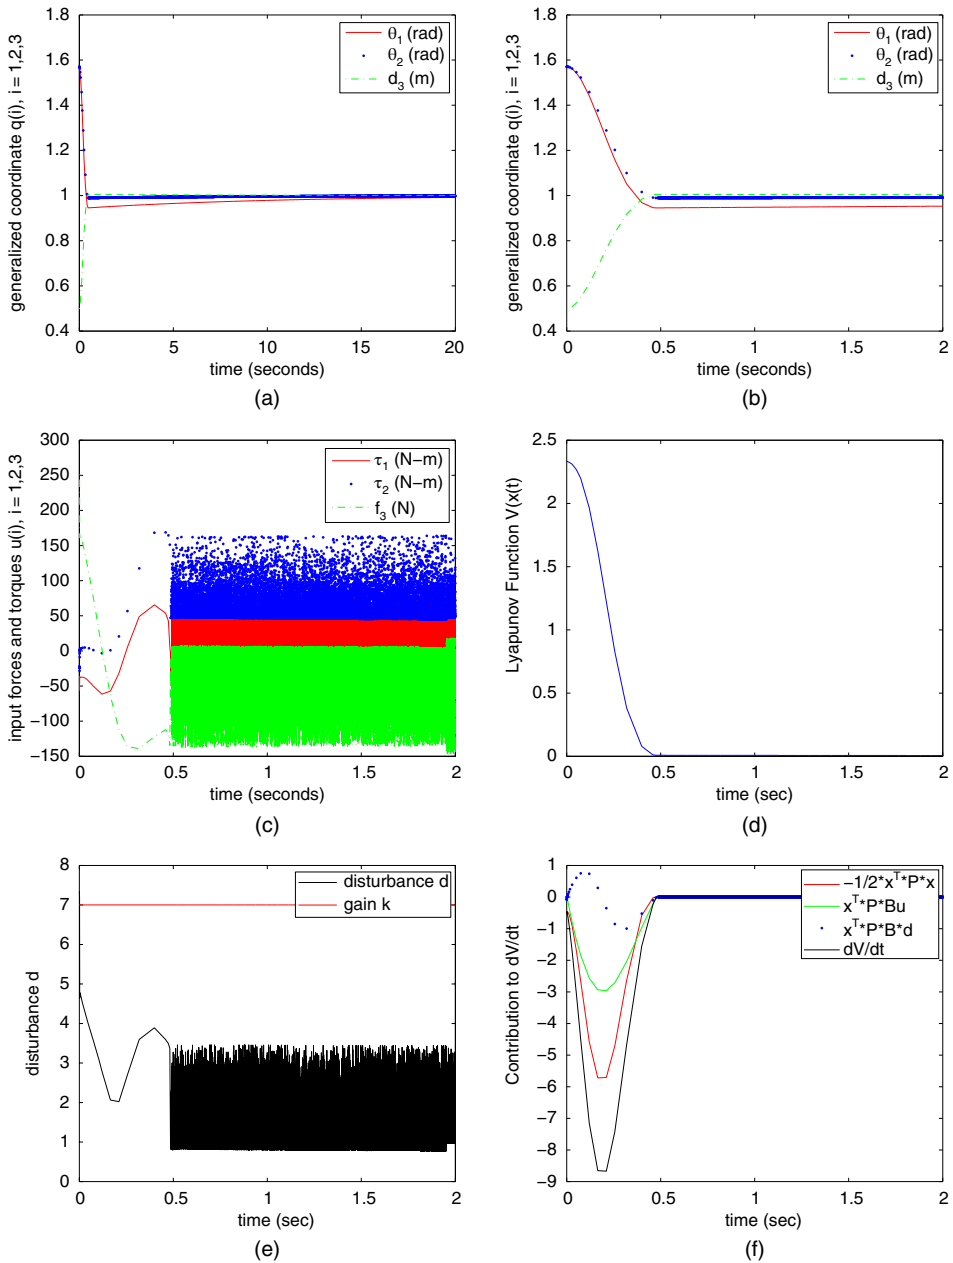 1.8
1.6
1.4
1.2
1
0.8
0.6
0.4
0
5
10
15
20
generalized coordinate q(i), i = 1,2,3
time (seconds)
θ1 (rad)
θ2 (rad)
d3 (m)
(a)
1.8
1.6
1.4
1.2
1
0.8
0.6
0.4
0
0.5
1
1.5
2
generalized coordinate q(i), i = 1,2,3
time (seconds)
θ1 (rad)
θ2 (rad)
d3 (m)
(b)
300
250
200
150
100
50
0
−50
−100
−150
0
0.5
1
1.5
2
input forces and torques u(i), i = 1,2,3
time (seconds)
τ1 (N−m)
τ2 (N−m)
f3 (N)
(c)
2.5
2
1.5
1
0.5
0
0
0.5
1
1.5
2
Lyapunov Function V(x(t)
time (sec)
(d)
8
7
6
5
4
3
2
1
0
0
0.5
1
1.5
2
disturbance d
time (sec)
disturbance d
gain k
(e)
1
0
−1
−2
−3
−4
−5
−6
−7
−8
−9
0
0.5
1
1.5
2
Contribution to dV/dt
time (sec)
−1/2*xT*P*x
xT*P*Bu
xT*P*B*d
dV/dt
(f)